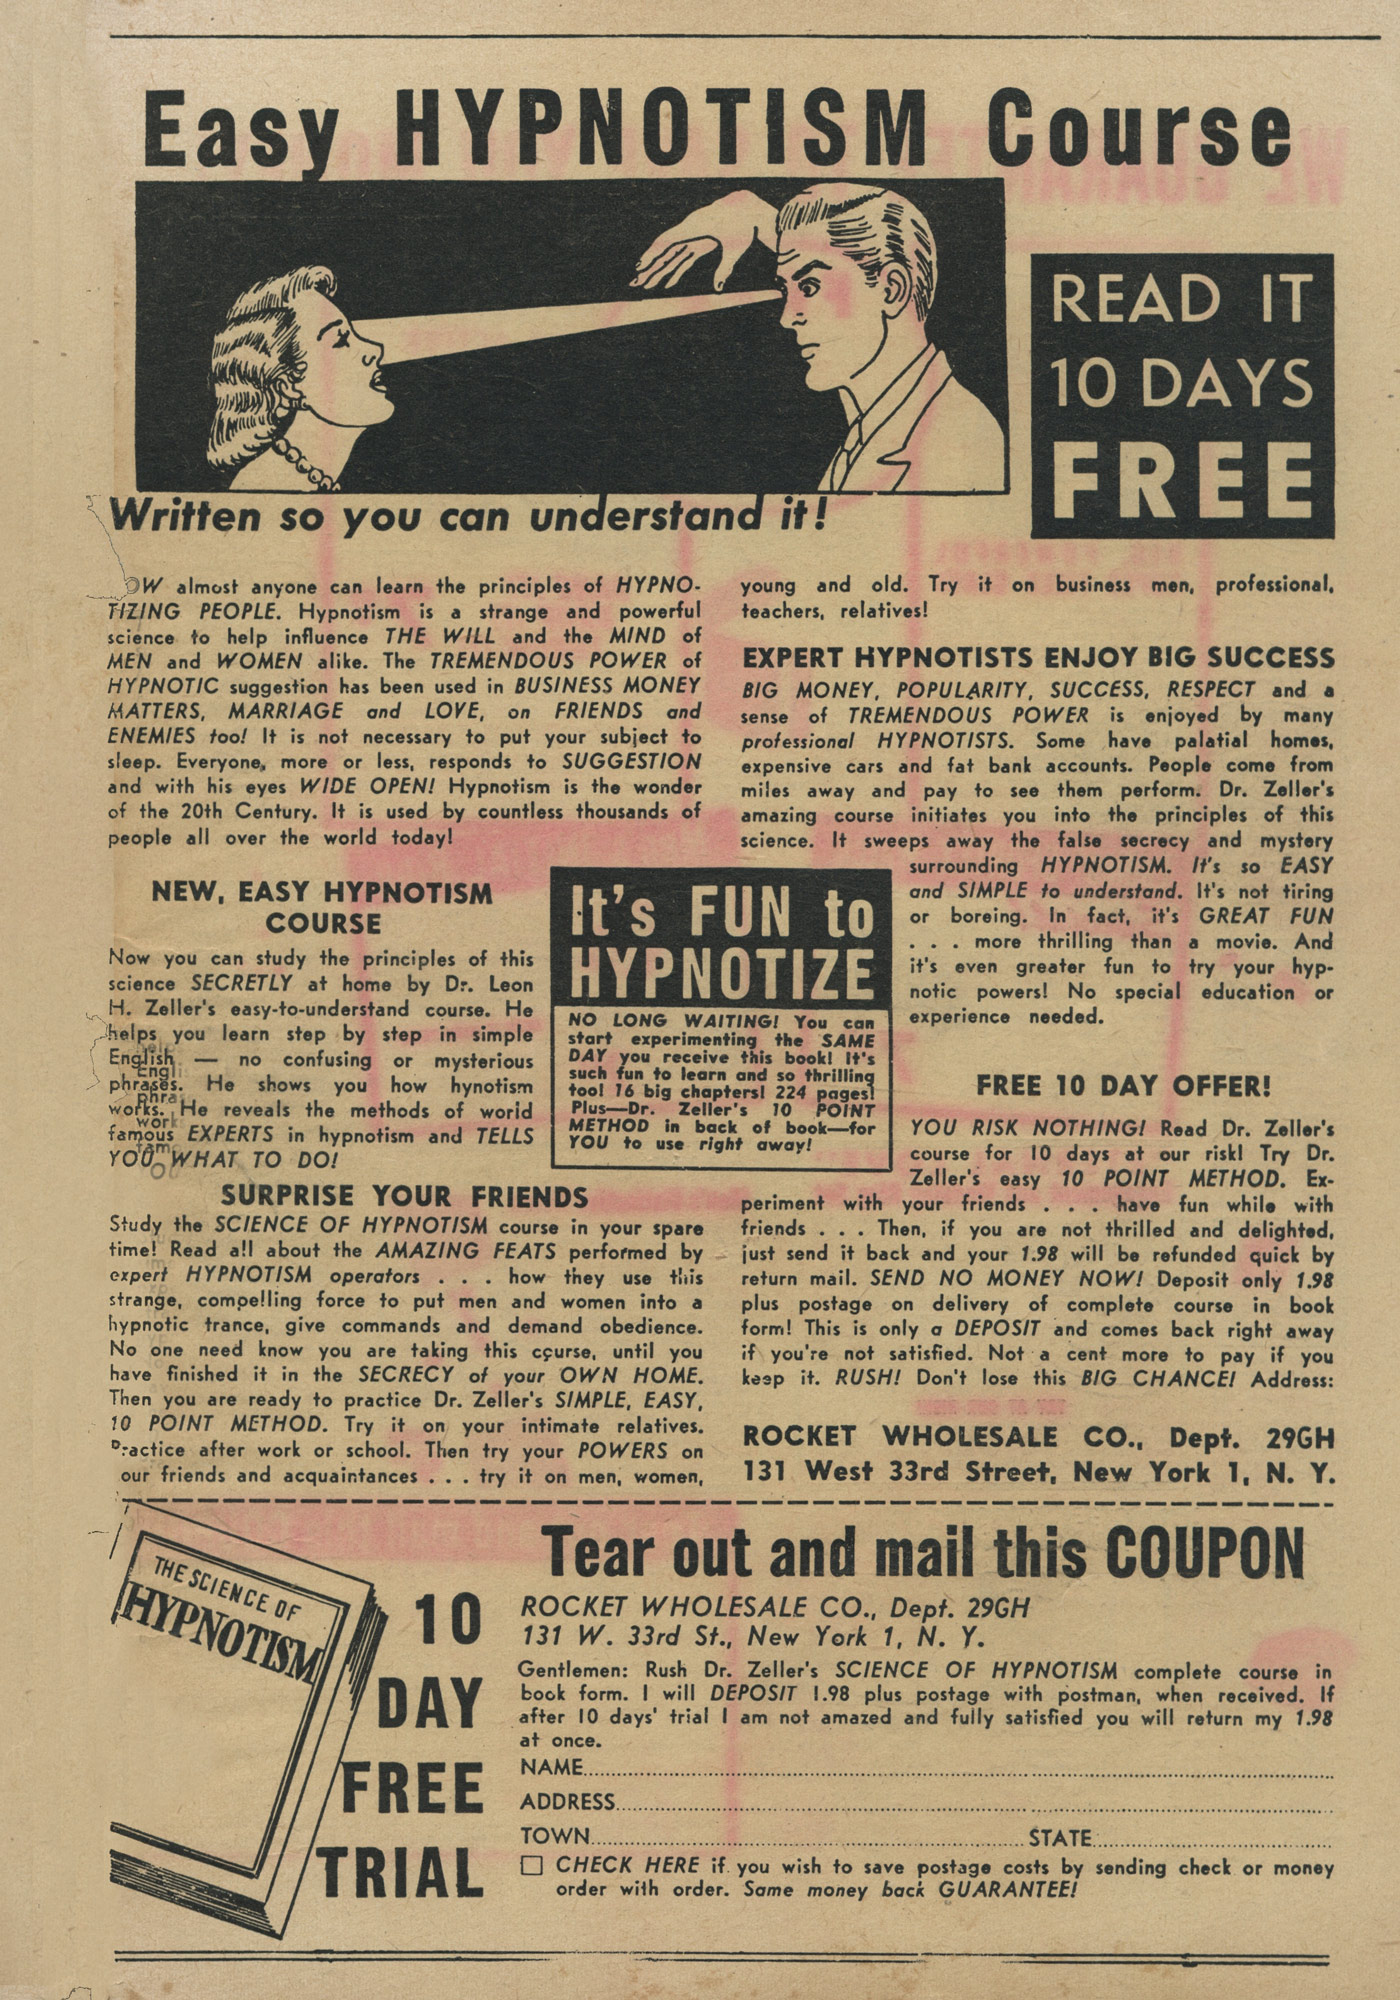 Easy HYPNOTISM Course
READ IT
10 DAYS
FREE
Written so you can understand it!
OW almost anyone can learn the principles of HYPNO-
TIZING PEOPLE. Hypnotism is a strange and powerful
science to help influence THE WILL and the MIND of
MEN and WOMEN alike. The TREMENDOUS POWER of
HYPNOTIC suggestion has been used in BUSINESS MONEY
MATTERS, MARRIAGE and LOVE, on FRIENDS and
ENEMIES too! It is not necessary to put your subject to
sleep. Everyone, more or less, responds to SUGGESTION
and with his eyes WIDE OPEN! Hypnotism is the wonder
of the 20th Century. It is used by countless thousands of
people all over the world today!
NEW, EASY HYPNOTISM
COURSE
Now you can study the principles of this
science SECRETLY at home by Dr. Leon
H. Zeller's easy-to-understand course. He
helps you learn step by step in simple
English — no confusing or mysterious
phrases. He shows you how hynotism
works. He reveals the methods of world
famous EXPERTS in hypnotism and TELLS
YOU WHAT TO DO!
SURPRISE YOUR FRIENDS
Study the SCIENCE OF HYPNOTISM course in your spare
time! Read all about the AMAZING FEATS performed by
expert HYPNOTISM operators . . . how they use this
strange, compelling force to put men and women into a
hypnotic trance, give commands and demand obedience.
No one need know you are taking this course, until you
have finished it in the SECRECY of your OWN HOME.
Then you are ready to practice Dr. Zeller's SIMPLE, EASY,
10 POINT METHOD. Try it on your intimate relatives.
Practice after work or school. Then try your POWERS on
our friends and acquaintances . . . try it on men, women,
It's FUN to
HYPNOTIZE
NO LONG WAITING! You can
start experimenting the SAME
DAY you receive this book! It's
such fun to learn and so thrilling
too! 16 big chapters! 224 pages!
Plus—Dr. Zeller's 10 POINT
METHOD in back of book—for
YOU to use right away!
young and old. Try it on business men, professional,
teachers, relatives!
EXPERT HYPNOTISTS ENJOY BIG SUCCESS
BIG MONEY, POPULARITY, SUCCESS, RESPECT and a
sense of TREMENDOUS POWER is enjoyed by many
professional HYPNOTISTS. Some have palatial homes,
expensive cars and fat bank accounts. People come from
miles away and pay to see them perform. Dr. Zeller's
amazing course initiates you into the principles of this
science. It sweeps away the false secrecy and mystery
surrounding HYPNOTISM. It's so EASY
and SIMPLE to understand. It's not tiring
or boreing. In fact, it's GREAT FUN
. . . more thrilling than a movie. And
it's even greater fun to try your hyp-
notic powers! No special education or
experience needed.
FREE 10 DAY OFFER!
YOU RISK NOTHING! Read Dr. Zeller's
course for 10 days at our risk! Try Dr.
Zeller's easy 10 POINT METHOD. Ex-
periment with your friends . . . have fun while with
friends . . . Then, if you are not thrilled and delighted,
just send it back and your 1.98 will be refunded quick by
return mail. SEND NO MONEY NOW! Deposit only 1.98
plus postage on delivery of complete course in book
form! This is only a DEPOSIT and comes back right away
if you're not satisfied. Not a cent more to pay if you
keep it. RUSH! Don't lose this BIG CHANCE! Address:
ROCKET WHOLESALE CO., Dept. 29GH
131 West 33rd Street, New York 1, N. Y.
THE SCIENCE OF
HYPNOTISM
10
DAY
FREE
TRIAL
Tear out and mail this COUPON
ROCKET WHOLESALE CO., Dept. 29GH
131 W. 33rd St., New York 1, N. Y.
Gentlemen: Rush Dr. Zeller's SCIENCE OF HYPNOTISM complete course in
book form. I will DEPOSIT 1.98 plus postage with postman, when received. If
after 10 days' trial I am not amazed and fully satisfied you will return my 1.98
at once.
NAME
ADDRESS
TOWN STATE
CHECK HERE if you wish to save postage costs by sending check or money
order with order. Same money back GUARANTEE!